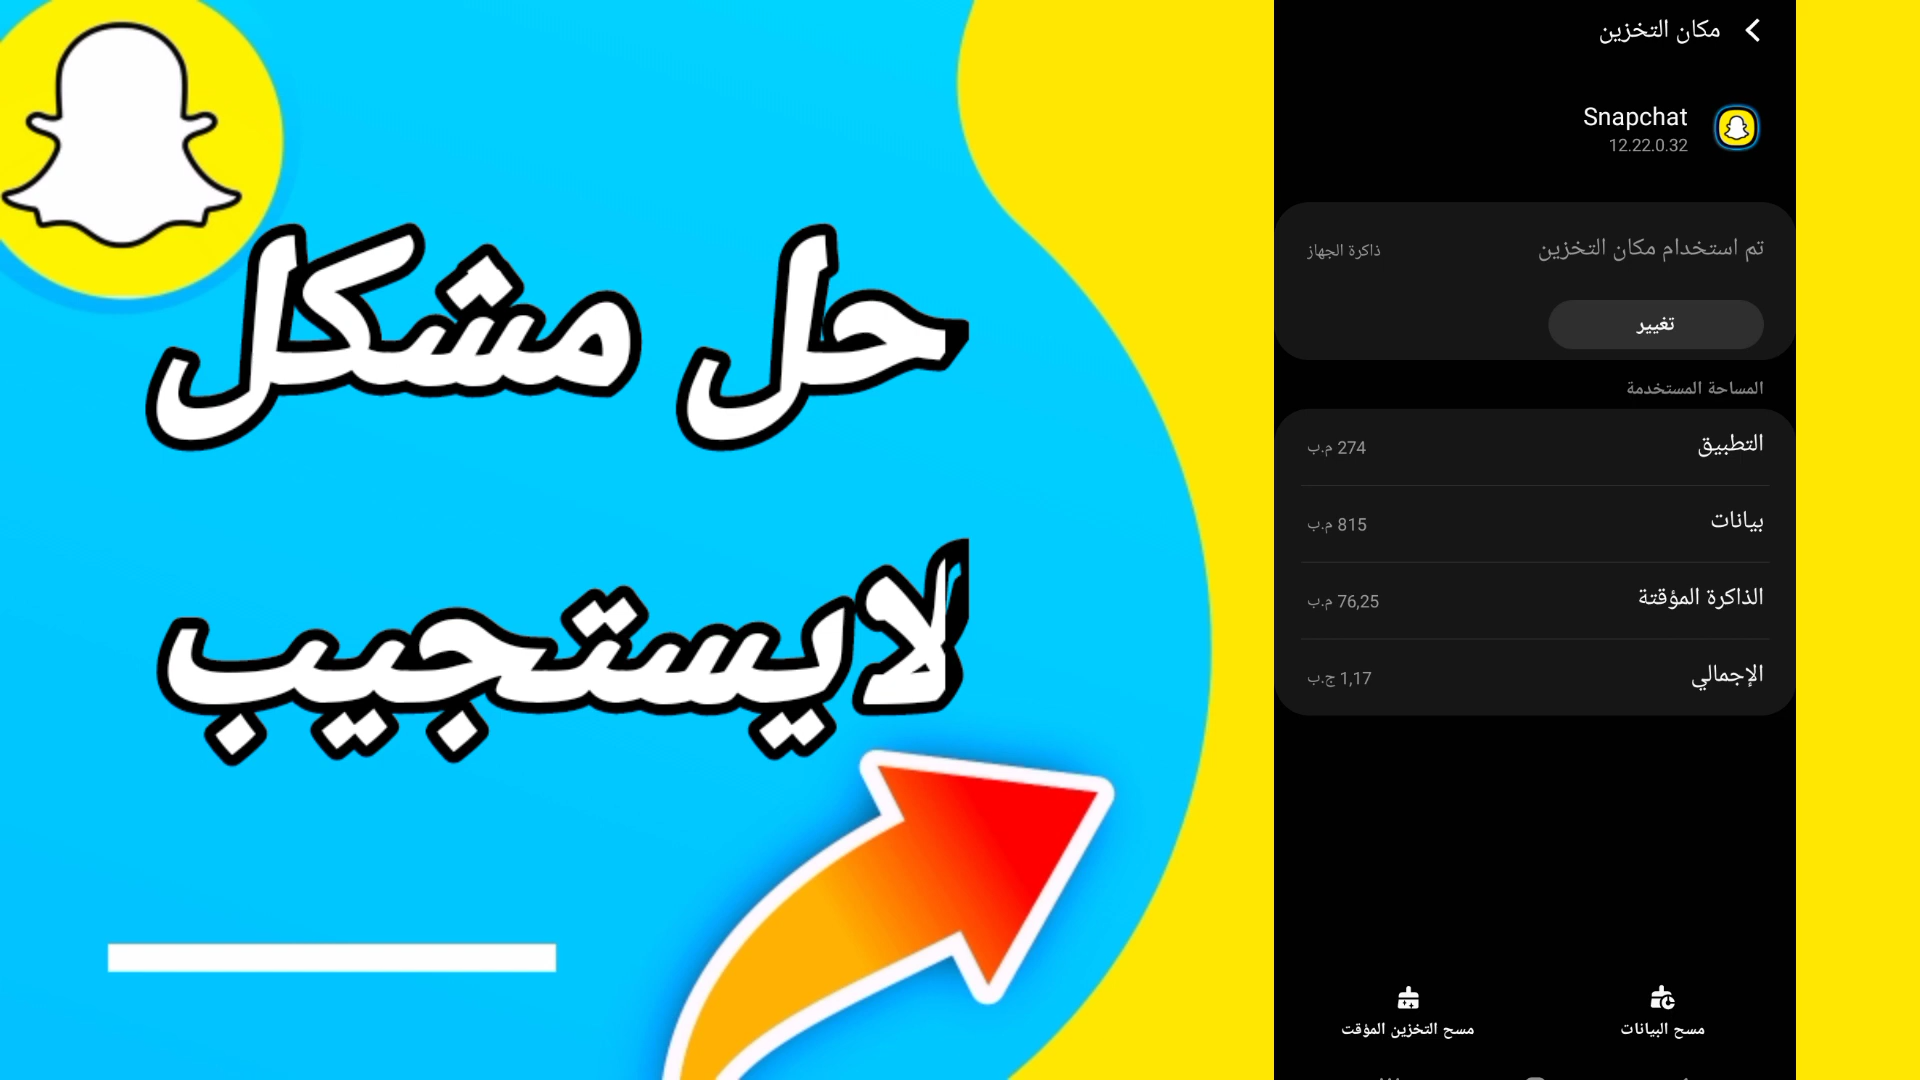 حل مشكل
لايستجيب
مكان التخزين
Snapchat
12.22.0.32
تم استخدام مكان التخزين
ذاكرة الجهاز
تغيير
المساحة المستخدمة
التطبيق
274 م.ب
بيانات
815 م.ب
الذاكرة المؤقتة
76,25 م.ب
الإجمالي
1,17 ج.ب
مسح البيانات
مسح التخزين المؤقت